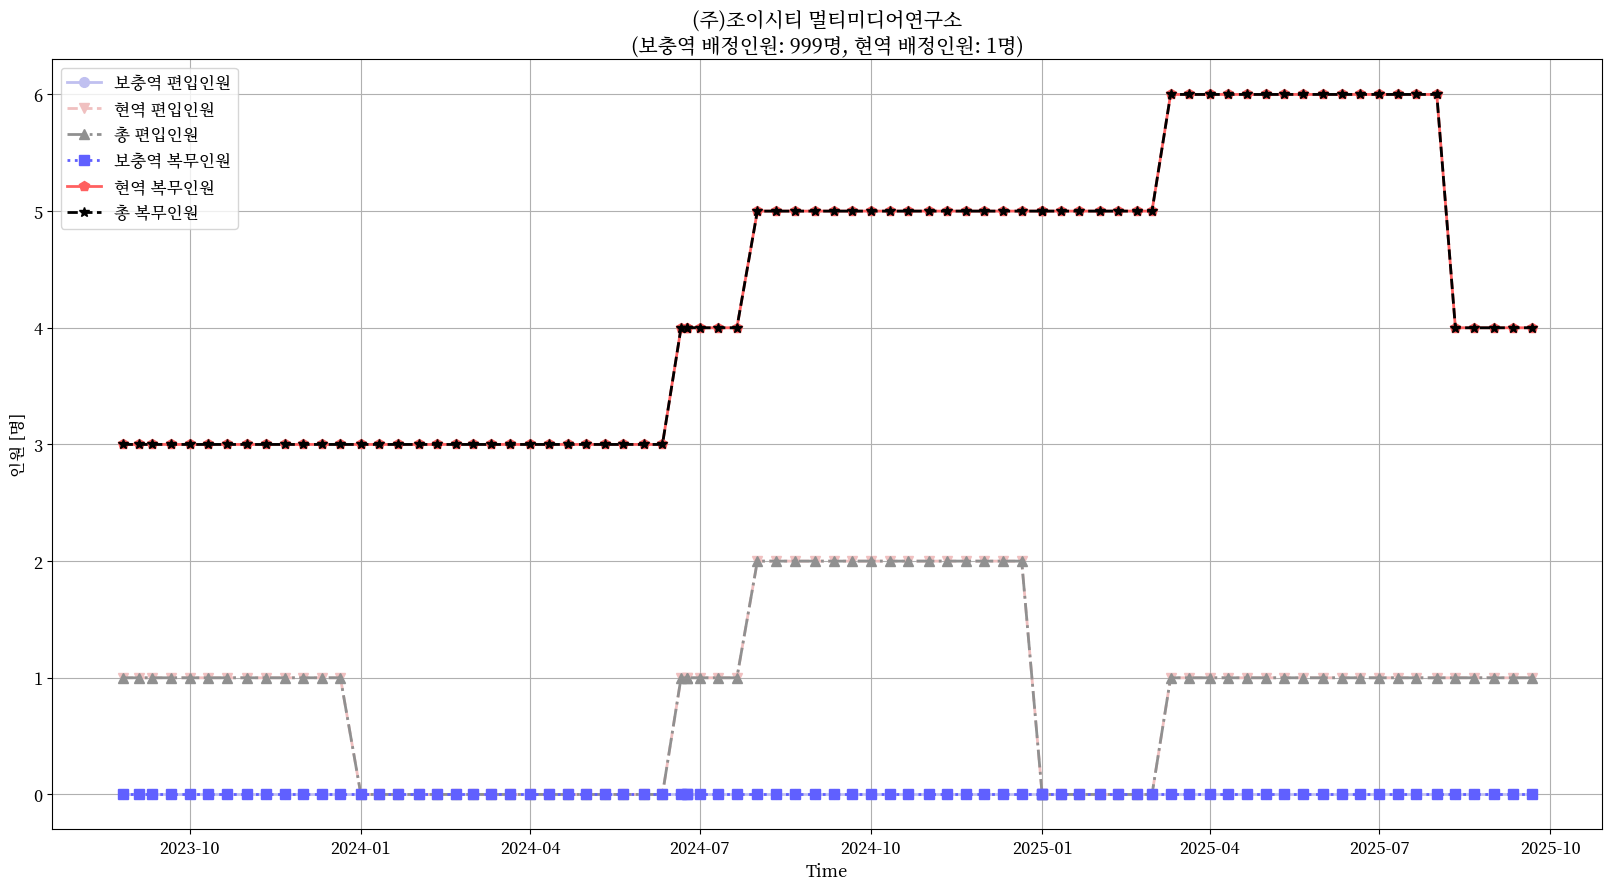 (주)조이시티 멀티미디어연구소
(보충역 배정인원: 999명, 현역 배정인원: 1명)
보충역 편입인원
현역 편입인원
총 편입인원
보충역 복무인원
현역 복무인원
총 복무인원
인원 [명]
6
5
4
3
2
1
0
2023-10 2024-01 2024-04 2024-07 2024-10 2025-01 2025-04 2025-07 2025-10
Time